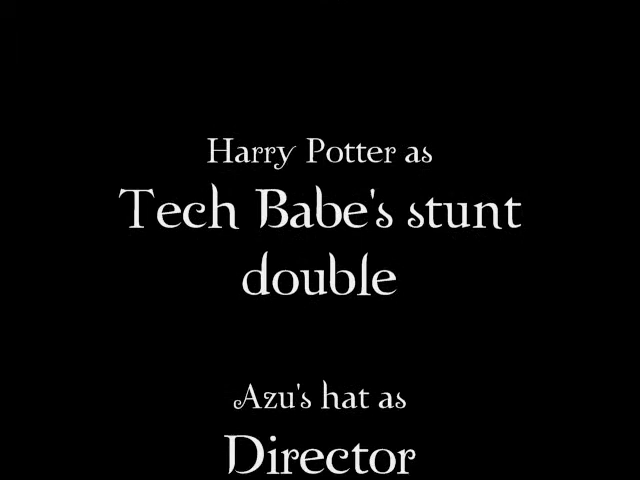 Harry Potter as
Tech Babe's stunt
double
Azu's hat as
Director